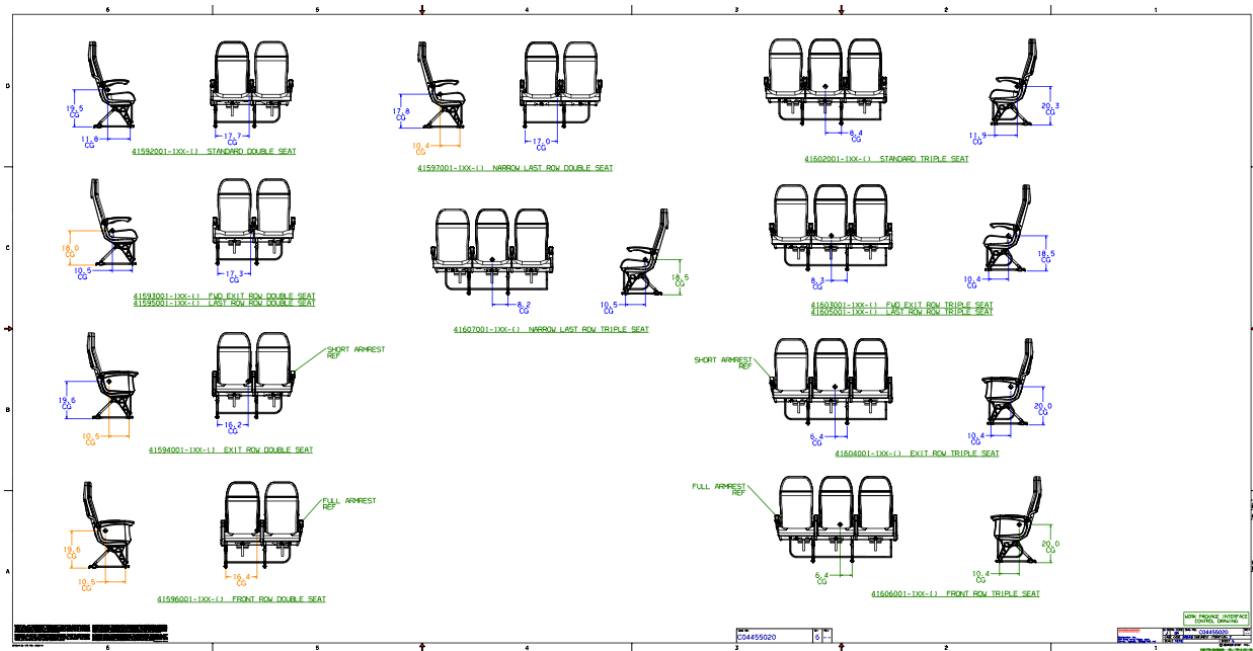 6 5 4 3 2 1
D
19.5
CG
11.8
CG
17.7
CG
41592001-1XX-() STANDARD DOUBLE SEAT
17.8
CG
10.4
CG
17.0
CG
41597001-1XX-() NARROW LAST ROW DOUBLE SEAT
8.4
CG
20.3
CG
11.9
CG
41602001-1XX-() STANDARD TRIPLE SEAT
C
18.0
CG
10.5
CG
17.3
CG
41593001-1XX-() FWD EXIT ROW DOUBLE SEAT
41595001-1XX-() LAST ROW DOUBLE SEAT
8.2
CG
18.5
CG
10.5
CG
41607001-1XX-() NARROW LAST ROW TRIPLE SEAT
8.3
CG
18.5
CG
10.4
CG
41603001-1XX-() FWD EXIT ROW TRIPLE SEAT
41605001-1XX-() LAST ROW TRIPLE SEAT
B
SHORT ARMREST
REF
19.6
CG
10.5
CG
16.2
CG
41594001-1XX-() EXIT ROW DOUBLE SEAT
SHORT ARMREST
REF
6.4
CG
20.0
CG
10.4
CG
41604001-1XX-() EXIT ROW TRIPLE SEAT
A
FULL ARMREST
REF
19.6
CG
10.5
CG
16.4
CG
41596001-1XX-() FRONT ROW DOUBLE SEAT
FULL ARMREST
REF
6.4
CG
20.0
CG
10.4
CG
41606001-1XX-() FRONT ROW TRIPLE SEAT
WORK PACKAGE INTERFACE
CONTROL DRAWING
C04455020
C04455020